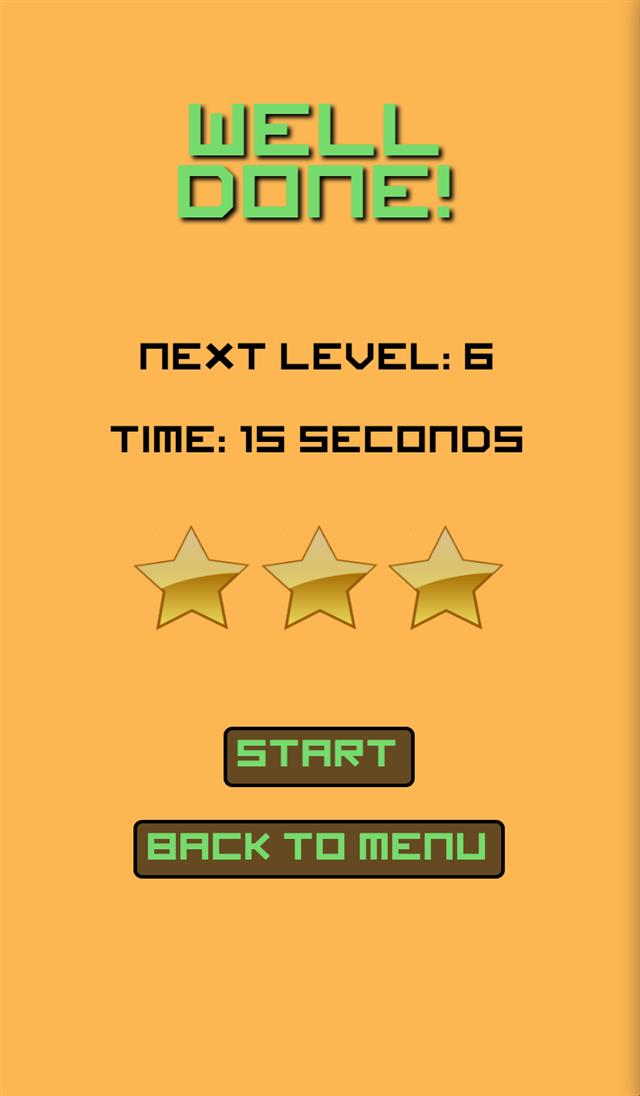 WELL
DONE!
NEXT LEVEL: 6
TIME: 15 SECONDS
START
BACK TO MENU